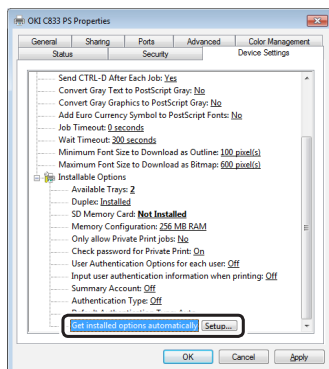 OKI C833 PS Properties
General Sharing Ports Advanced Color Management
Status Security Device Settings
Send CTRL-D After Each Job: Yes
Convert Gray Text to PostScript Gray: No
Convert Gray Graphics to PostScript Gray: No
Add Euro Currency Symbol to PostScript Fonts: No
Job Timeout: 0 seconds
Wait Timeout: 300 seconds
Minimum Font Size to Download as Outline: 100 pixel(s)
Maximum Font Size to Download as Bitmap: 600 pixel(s)
Installable Options
Available Trays: 2
Duplex: Installed
SD Memory Card: Not Installed
Memory Configuration: 256 MB RAM
Only allow Private Print jobs: No
Check password for Private Print: On
User Authentication Options for each user: Off
Input user authentication information when printing: Off
Summary Account: Off
Authentication Type: Off
Get installed options automatically Setup...
OK Cancel Apply